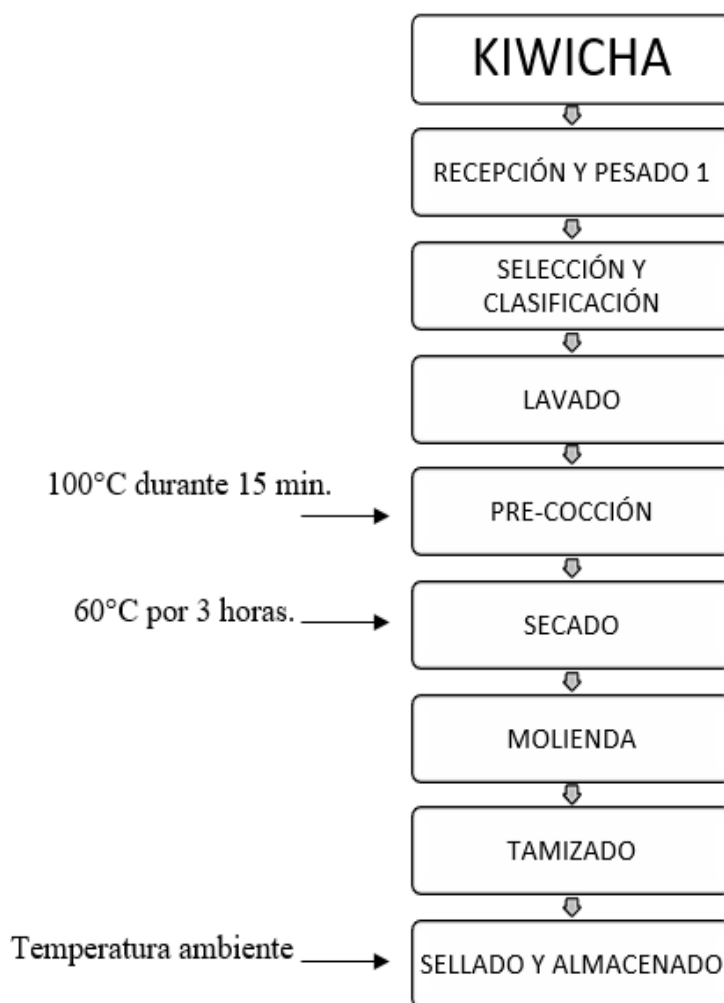 KIWICHA
RECEPCIÓN Y PESADO 1
SELECCIÓN Y
CLASIFICACIÓN
LAVADO
100°C durante 15 min.
PRE-COCCIÓN
60°C por 3 horas.
SECADO
MOLIENDA
TAMIZADO
Temperatura ambiente
SELLADO Y ALMACENADO